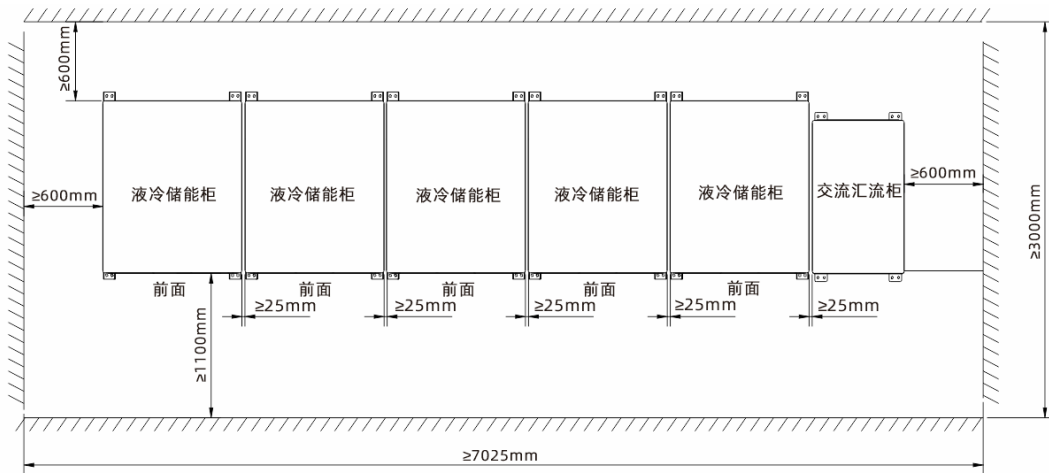 ≥600mm
≥600mm
液冷储能柜
液冷储能柜
液冷储能柜
液冷储能柜
液冷储能柜
交流汇流柜
≥600mm
≥3000mm
前面
前面
前面
前面
前面
≥25mm
≥25mm
≥25mm
≥25mm
≥25mm
≥1100mm
≥7025mm